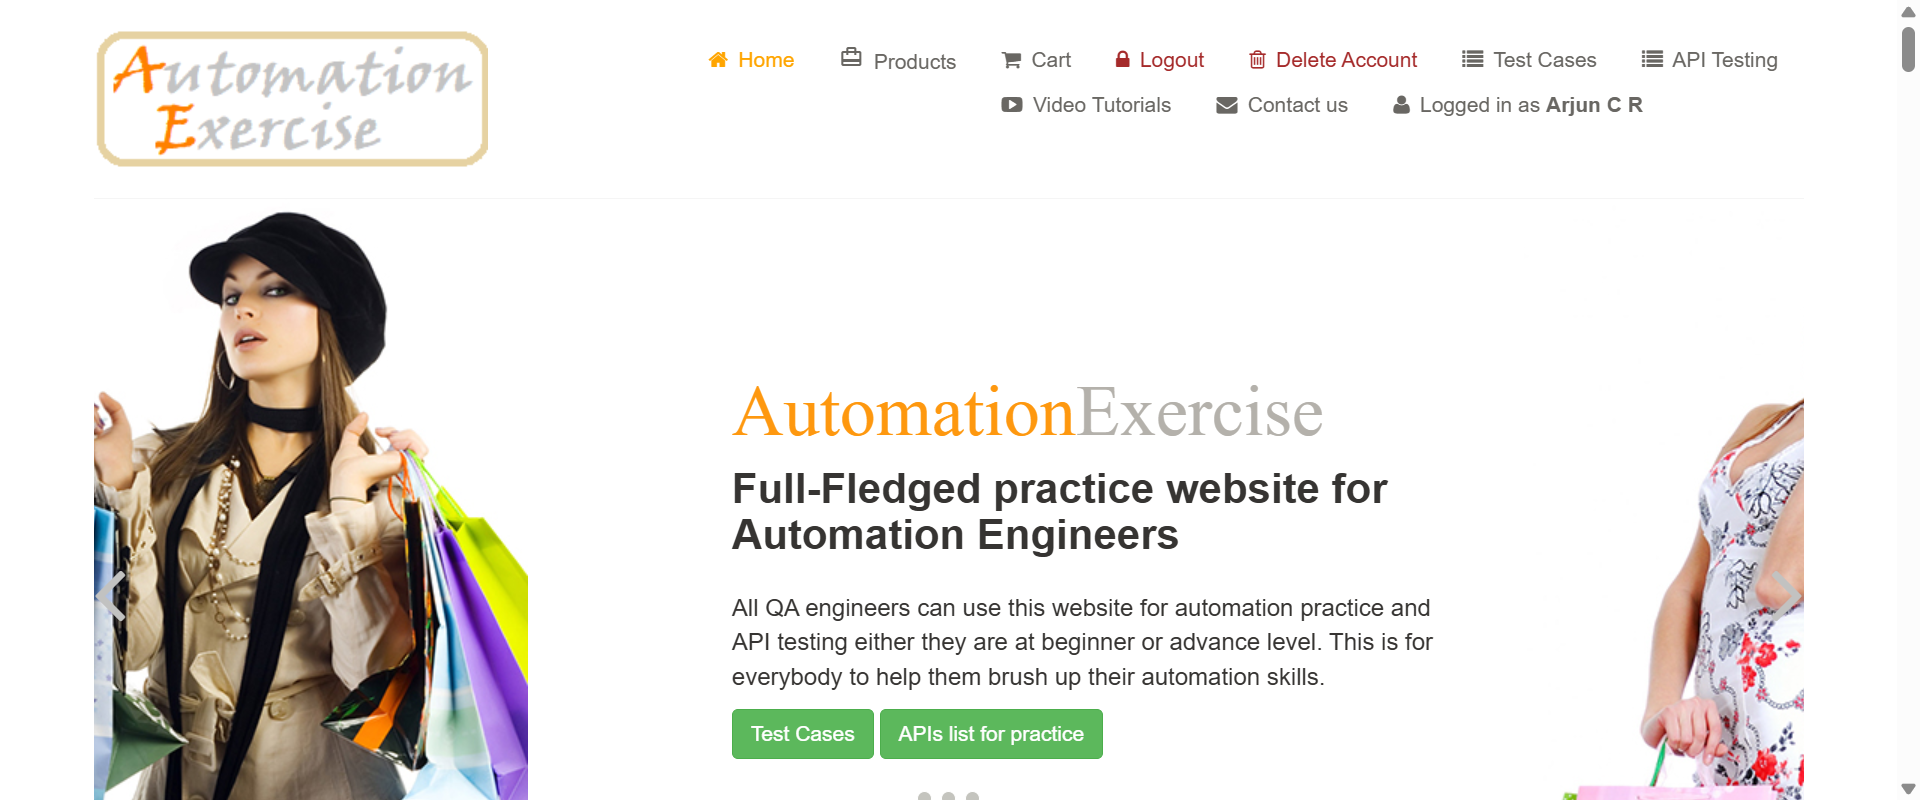 Automation
Exercise
Home Products Cart Logout Delete Account Test Cases API Testing
Video Tutorials Contact us Logged in as Arjun C R
AutomationExercise
Full-Fledged practice website for
Automation Engineers
All QA engineers can use this website for automation practice and
API testing either they are at beginner or advance level. This is for
everybody to help them brush up their automation skills.
Test Cases APIs list for practice